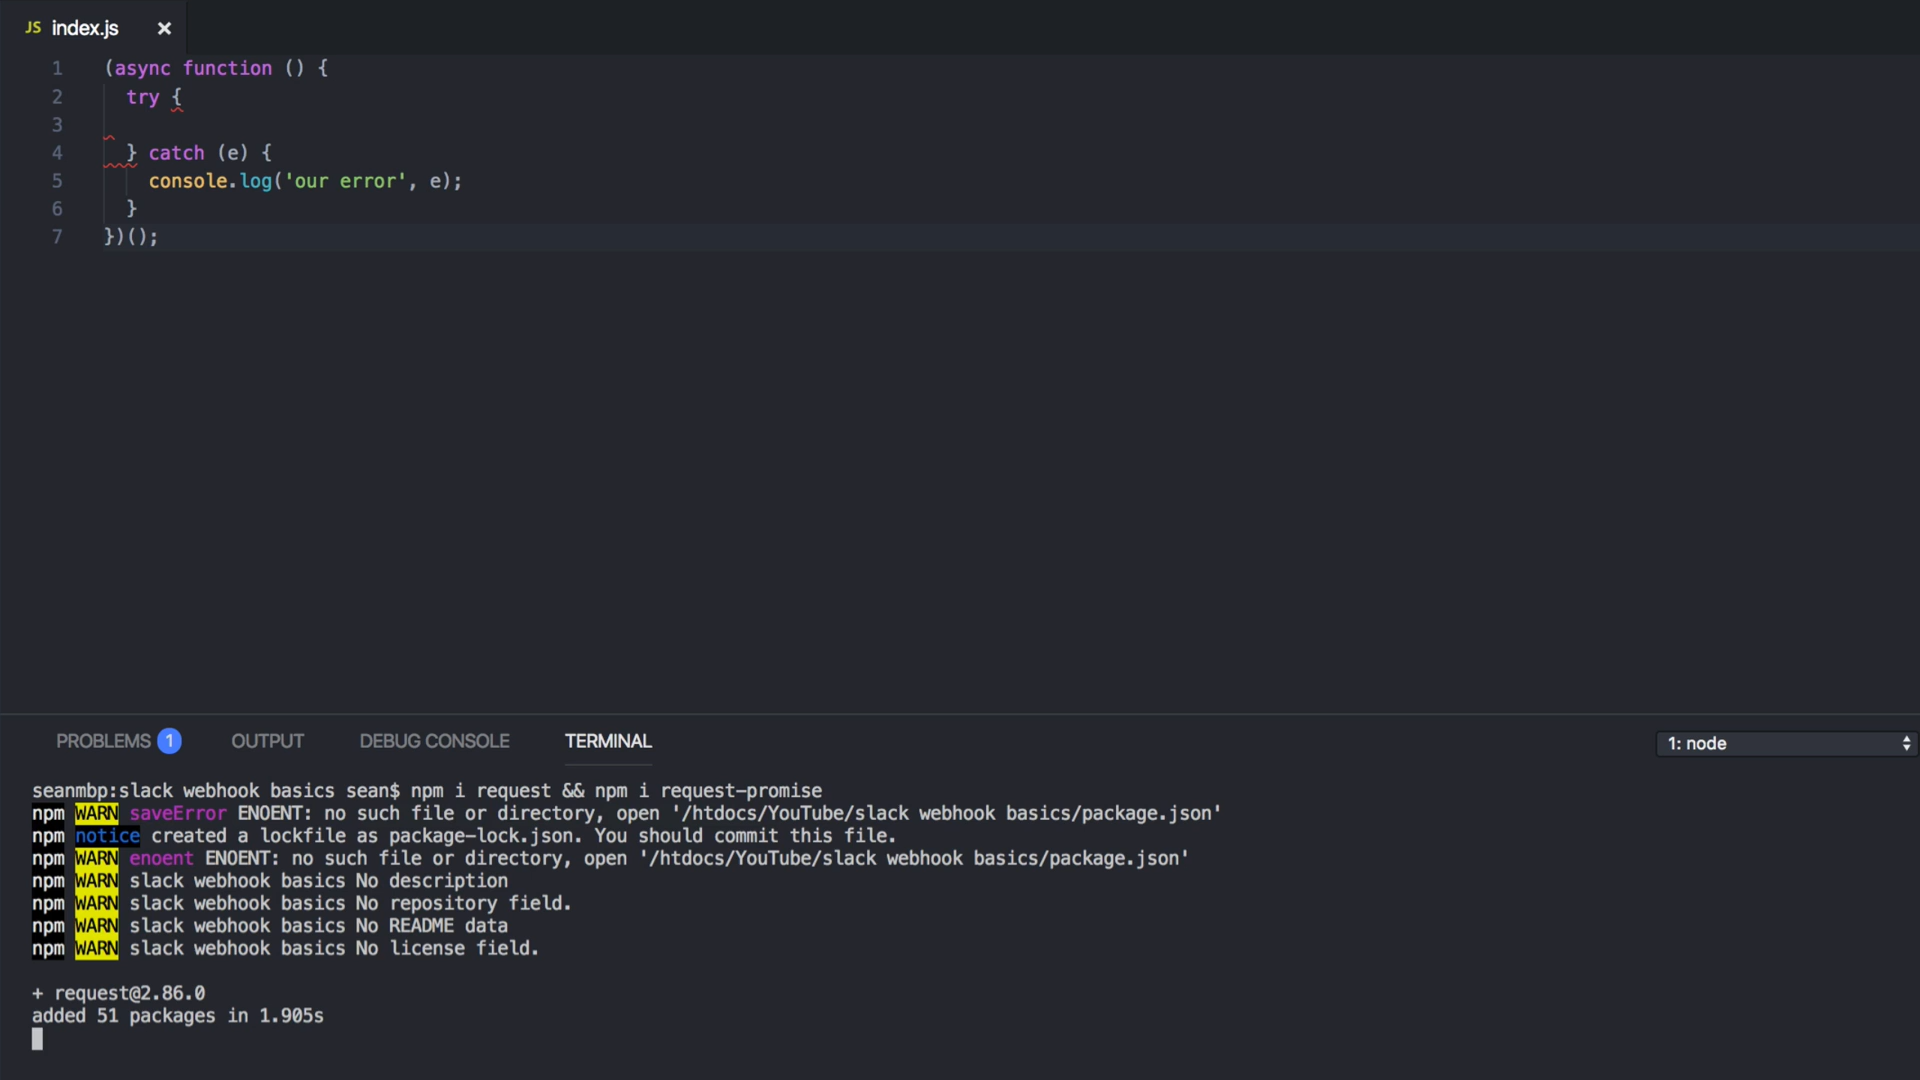 JS index.js ×
1 (async function () {
2 try {
3
4 } catch (e) {
5 console.log('our error', e);
6 }
7 })();
PROBLEMS 1 OUTPUT DEBUG CONSOLE TERMINAL 1: node
seanmbp:slack webhook basics sean$ npm i request && npm i request-promise
npm WARN saveError ENOENT: no such file or directory, open '/htdocs/YouTube/slack webhook basics/package.json'
npm notice created a lockfile as package-lock.json. You should commit this file.
npm WARN enoent ENOENT: no such file or directory, open '/htdocs/YouTube/slack webhook basics/package.json'
npm WARN slack webhook basics No description
npm WARN slack webhook basics No repository field.
npm WARN slack webhook basics No README data
npm WARN slack webhook basics No license field.
+ request@2.86.0
added 51 packages in 1.905s